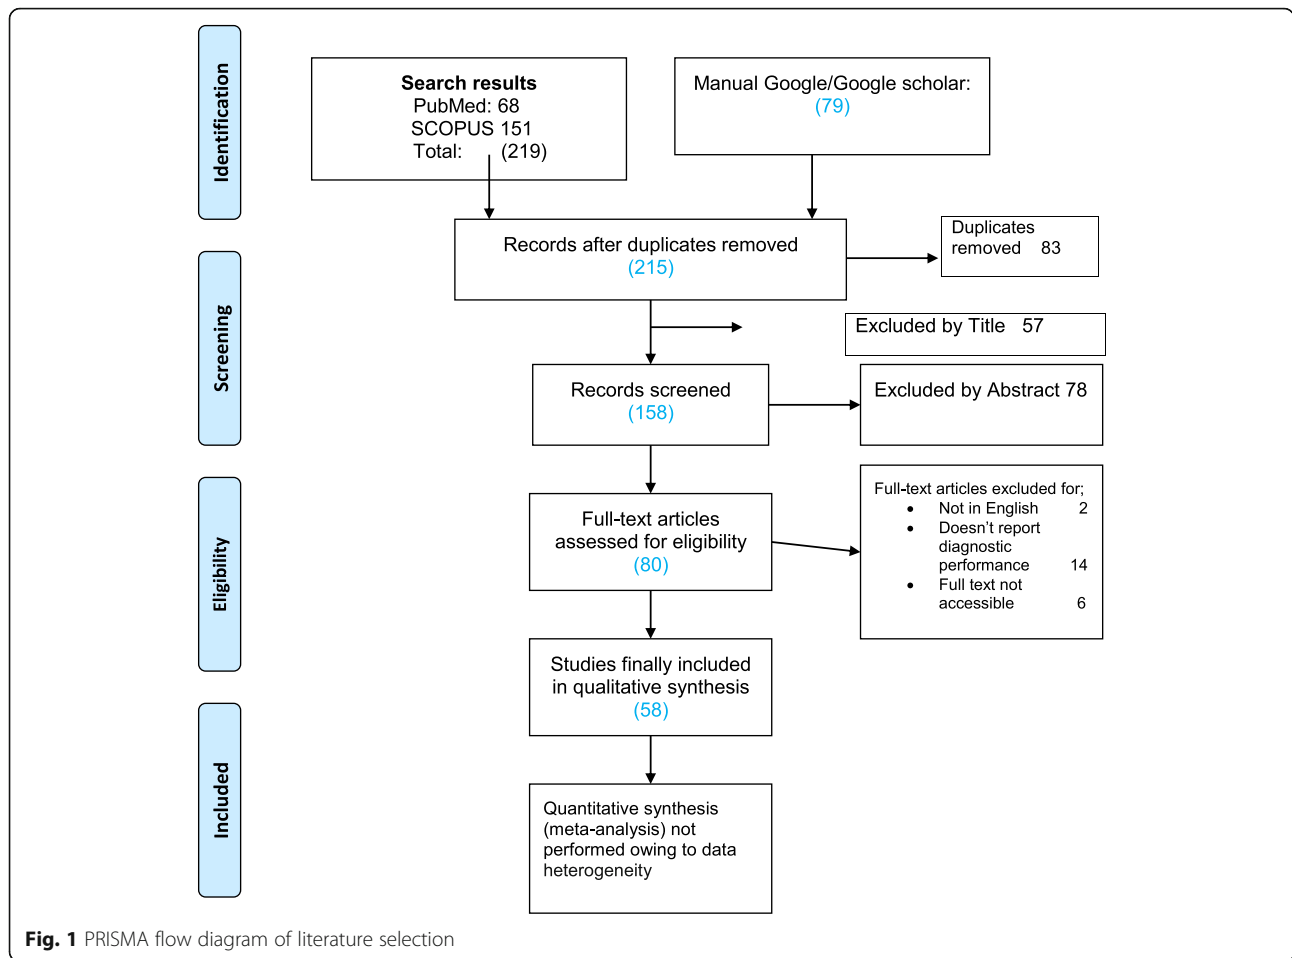 Identification
Search results
PubMed: 68
SCOPUS 151
Total: (219)
Manual Google/Google scholar:
(79)
Records after duplicates removed
(215)
Duplicates
removed 83
Screening
Excluded by Title 57
Records screened
(158)
Excluded by Abstract 78
Eligibility
Full-text articles
assessed for eligibility
(80)
Full-text articles excluded for;
• Not in English 2
• Doesn't report
diagnostic
performance 14
• Full text not
accessible 6
Studies finally included
in qualitative synthesis
(58)
Included
Quantitative synthesis
(meta-analysis) not
performed owing to data
heterogeneity
Fig. 1 PRISMA flow diagram of literature selection